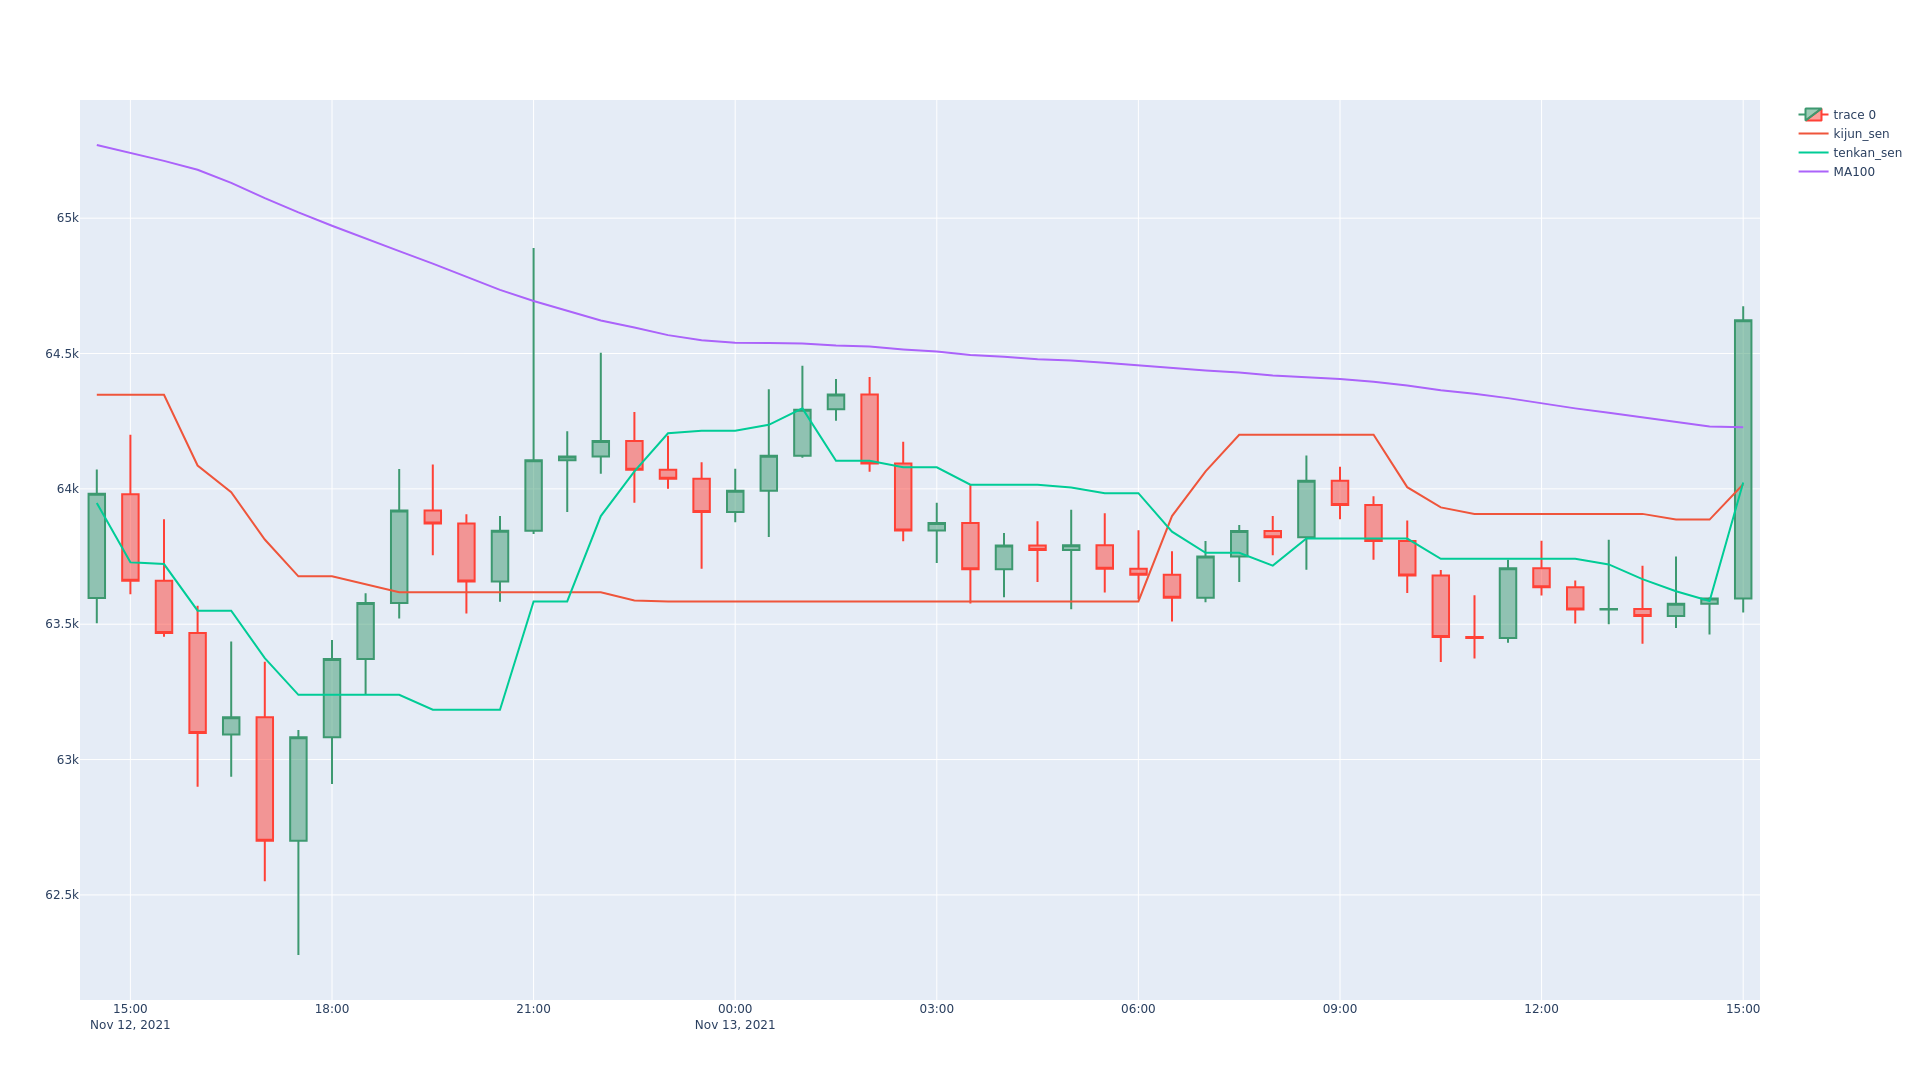 trace 0
kijun_sen
tenkan_sen
MA100
65k
64.5k
64k
63.5k
63k
62.5k
15:00 18:00 21:00 00:00 03:00 06:00 09:00 12:00 15:00
Nov 12, 2021 Nov 13, 2021